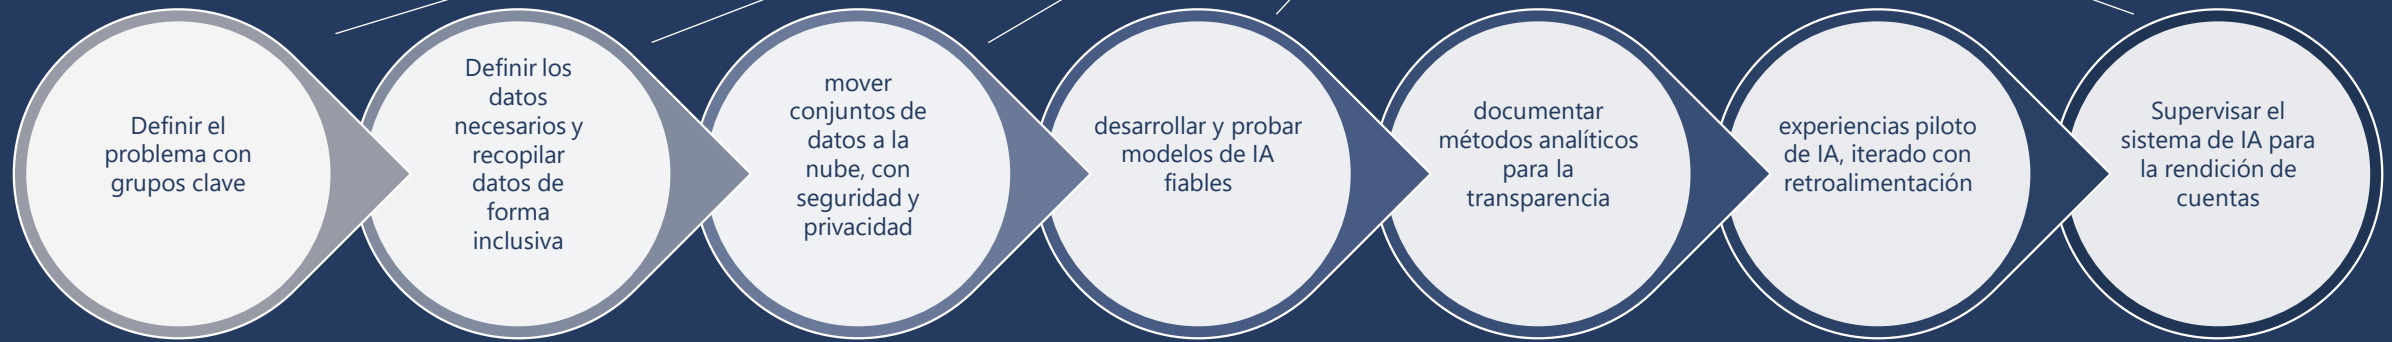 Definir el
problema con
grupos clave
Definir los
datos
necesarios y
recopilar
datos de
forma
inclusiva
mover
conjuntos de
datos a la
nube, con
seguridad y
privacidad
desarrollar y probar
modelos de IA
fiables
documentar
métodos analíticos
para la
transparencia
experiencias piloto
de IA, iterado con
retroalimentación
Supervisar el
sistema de IA para
la rendición de
cuentas